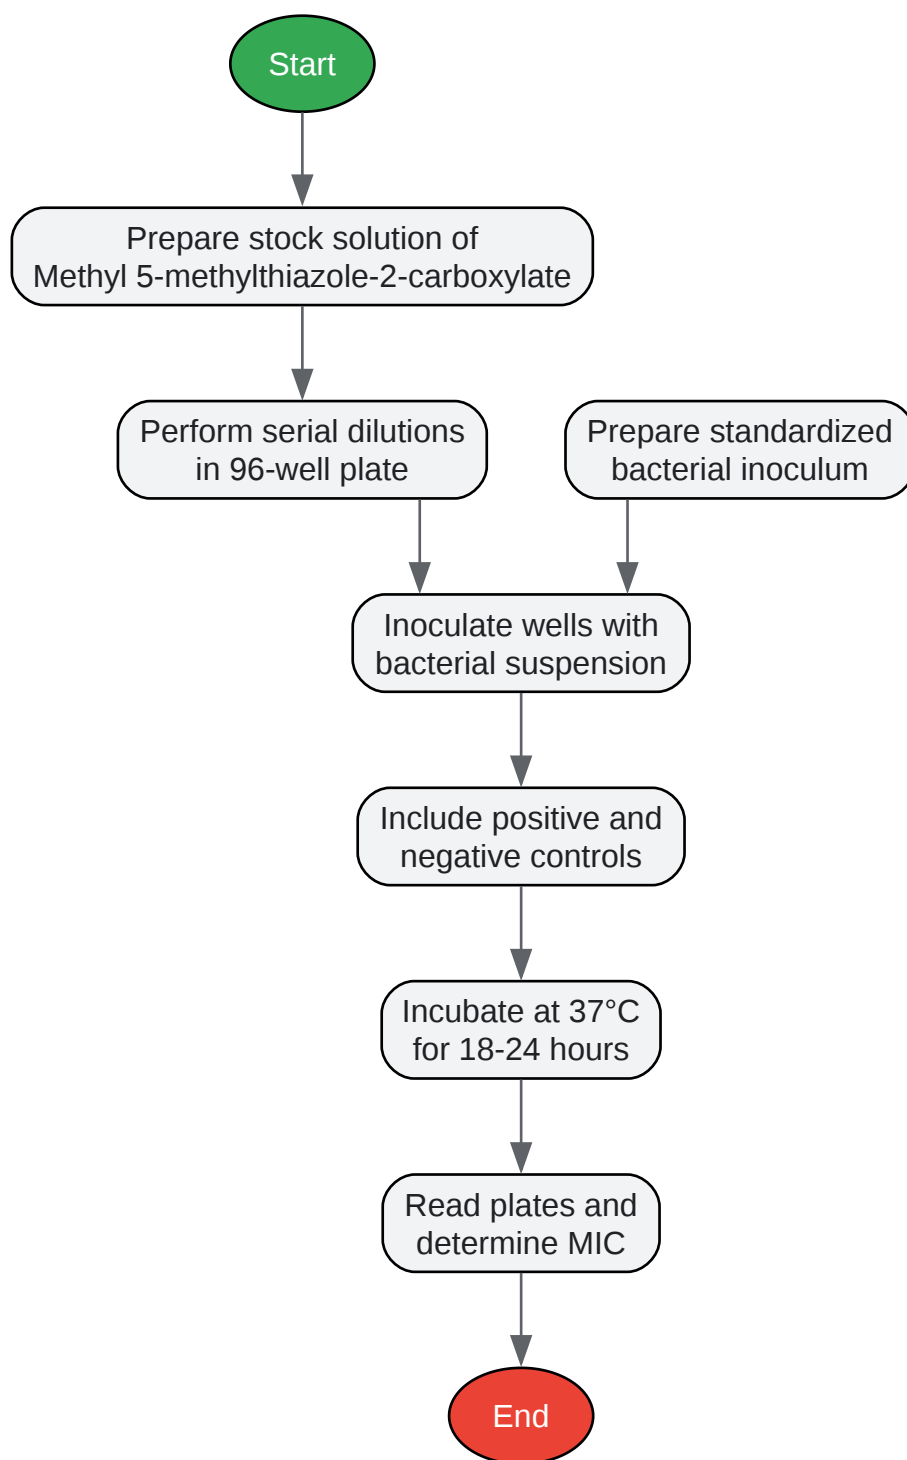 Start
Prepare stock solution of
Methyl 5-methylthiazole-2-carboxylate
Perform serial dilutions
in 96-well plate
Prepare standardized
bacterial inoculum
Inoculate wells with
bacterial suspension
Include positive and
negative controls
Incubate at 37°C
for 18-24 hours
Read plates and
determine MIC
End